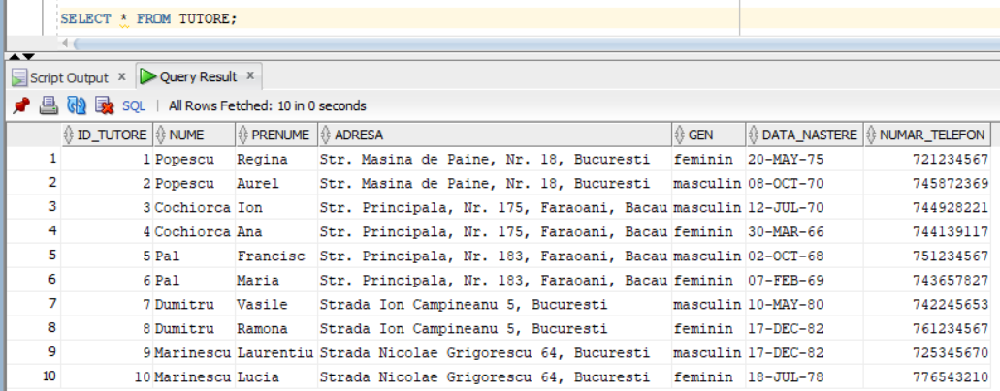 SELECT * FROM TUTORE;
Script Output x Query Result x
SQL | All Rows Fetched: 10 in 0 seconds
ID_TUTORE NUME PRENUME ADRESA GEN DATA_NASTERE NUMAR_TELEFON
1 1 Popescu Regina Str. Masina de Paine, Nr. 18, Bucuresti feminin 20-MAY-75 721234567
2 2 Popescu Aurel Str. Masina de Paine, Nr. 18, Bucuresti masculin 08-OCT-70 745872369
3 3 Cochiorca Ion Str. Principala, Nr. 175, Faraoani, Bacau masculin 12-JUL-70 744928221
4 4 Cochiorca Ana Str. Principala, Nr. 175, Faraoani, Bacau feminin 30-MAR-66 744139117
5 5 Pal Francisc Str. Principala, Nr. 183, Faraoani, Bacau masculin 02-OCT-68 751234567
6 6 Pal Maria Str. Principala, Nr. 183, Faraoani, Bacau feminin 07-FEB-69 743657827
7 7 Dumitru Vasile Strada Ion Campineanu 5, Bucuresti masculin 10-MAY-80 742245653
8 8 Dumitru Ramona Strada Ion Campineanu 5, Bucuresti feminin 17-DEC-82 761234567
9 9 Marinescu Laurentiu Strada Nicolae Grigorescu 64, Bucuresti masculin 17-DEC-82 725345670
10 10 Marinescu Lucia Strada Nicolae Grigorescu 64, Bucuresti feminin 18-JUL-78 776543210